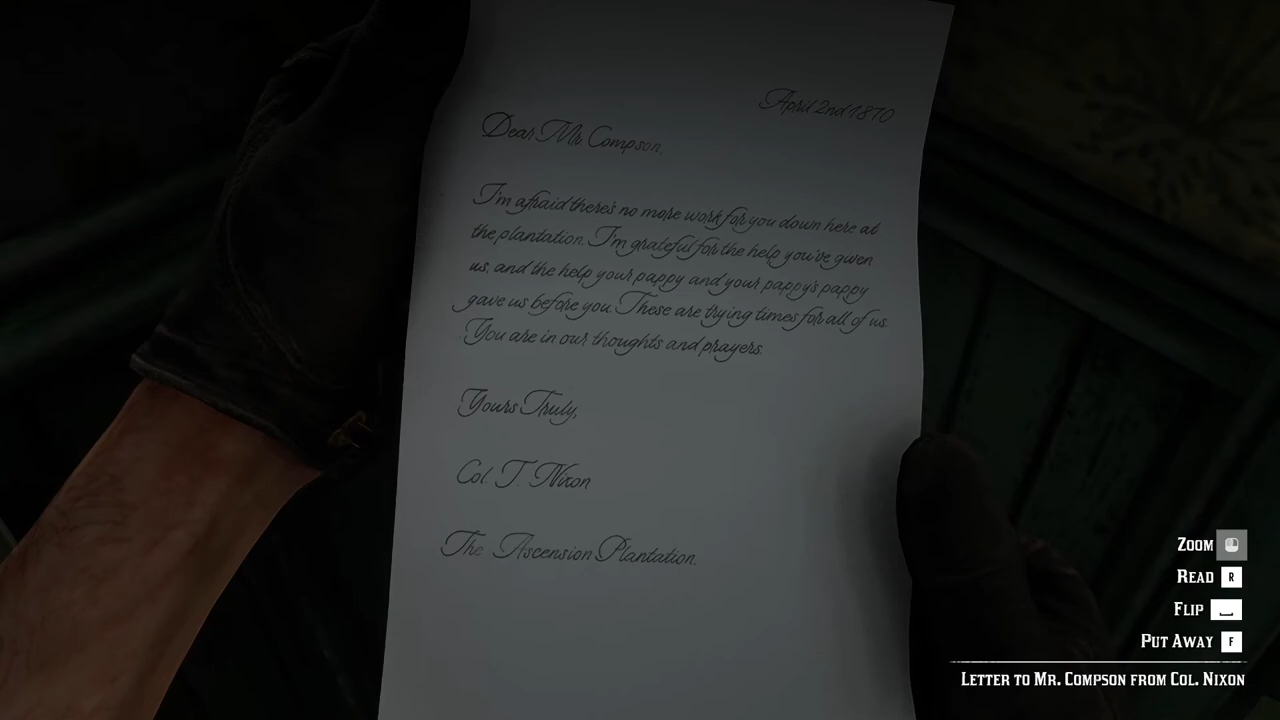 April 2nd 1870
Dear Mr. Compson,
I'm afraid there's no more work for you down here at
the plantation. I'm grateful for the help you've given
us, and the help your pappy and your pappy's pappy
gave us before you. These are trying times for all of us.
You are in our thoughts and prayers.
Yours Truly,
Col. T. Nixon
The Ascension Plantation.
ZOOM
READ R
FLIP
PUT AWAY F
LETTER TO MR. COMPSON FROM COL. NIXON